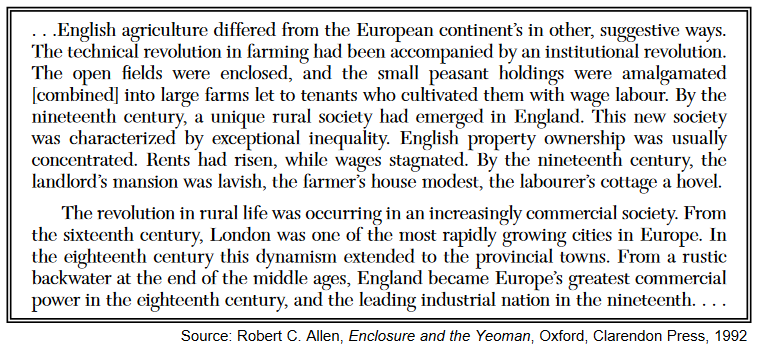 . . .English agriculture differed from the European continent's in other, suggestive ways.
The technical revolution in farming had been accompanied by an institutional revolution.
The open fields were enclosed, and the small peasant holdings were amalgamated
[combined] into large farms let to tenants who cultivated them with wage labour. By the
nineteenth century, a unique rural society had emerged in England. This new society
was characterized by exceptional inequality. English property ownership was usually
concentrated. Rents had risen, while wages stagnated. By the nineteenth century, the
landlord's mansion was lavish, the farmer's house modest, the labourer's cottage a hovel.
The revolution in rural life was occurring in an increasingly commercial society. From
the sixteenth century, London was one of the most rapidly growing cities in Europe. In
the eighteenth century this dynamism extended to the provincial towns. From a rustic
backwater at the end of the middle ages, England became Europe's greatest commercial
power in the eighteenth century, and the leading industrial nation in the nineteenth. . . .
Source: Robert C. Allen, Enclosure and the Yeoman, Oxford, Clarendon Press, 1992